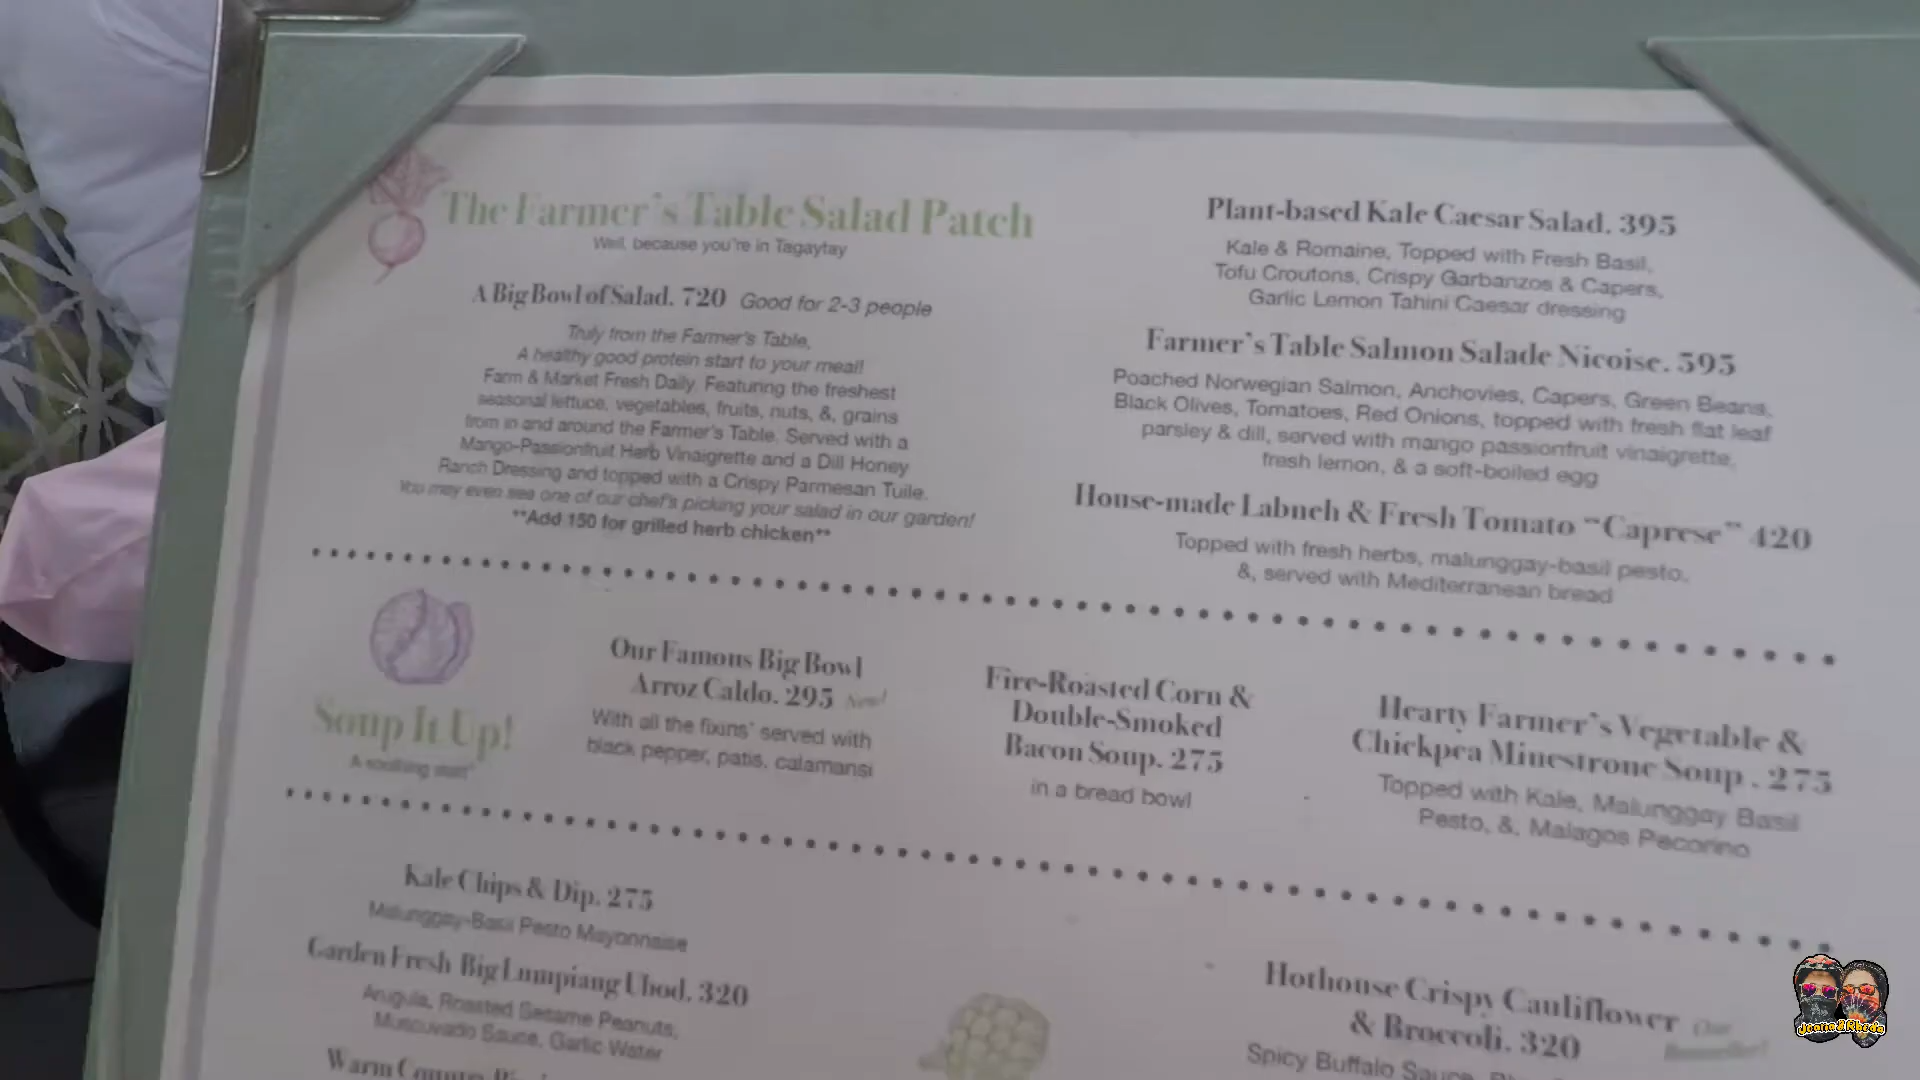 The Farmer's Table Salad Patch
Well, because you're in Tagaytay
A Big Bowl of Salad. 720 Good for 2-3 people
Truly from the Farmer's Table,
A healthy good protein start to your meal!
Farm & Market Fresh Daily. Featuring the freshest
seasonal lettuce, vegetables, fruits, nuts, &, grains
from in and around the Farmer's Table. Served with a
Mango-Passionfruit Herb Vinaigrette and a Dill Honey
Ranch Dressing and topped with a Crispy Parmesan Tuile.
You may even see one of our chef's picking your salad in our garden!
**Add 150 for grilled herb chicken**
Plant-based Kale Caesar Salad. 395
Kale & Romaine, Topped with Fresh Basil,
Tofu Croutons, Crispy Garbanzos & Capers,
Garlic Lemon Tahini Caesar dressing
Farmer's Table Salmon Salade Nicoise. 595
Poached Norwegian Salmon, Anchovies, Capers, Green Beans,
Black Olives, Tomatoes, Red Onions, topped with fresh flat leaf
parsley & dill, served with mango passionfruit vinaigrette,
fresh lemon, & a soft-boiled egg
House-made Labneh & Fresh Tomato "Caprese" 420
Topped with fresh herbs, malunggay-basil pesto,
&, served with Mediterranean bread
Soup It Up!
A soothing start
Our Famous Big Bowl
Arroz Caldo. 295 New!
With all the fixins' served with
black pepper, patis, calamansi
Fire-Roasted Corn &
Double-Smoked
Bacon Soup. 275
in a bread bowl
Hearty Farmer's Vegetable &
Chickpea Minestrone Soup . 275
Topped with Kale, Malunggay Basil
Pesto, &, Malagos Pecorino
Kale Chips & Dip. 275
Malunggay-Basil Pesto Mayonnaise
Garden Fresh Big Lumpiang Ubod. 320
Arugula, Roasted Sesame Peanuts,
Muscuvado Sauce, Garlic Water
Warm Country
Hothouse Crispy Cauliflower
& Broccoli. 320
Our
Bestseller!
Spicy Buffalo Sauce,